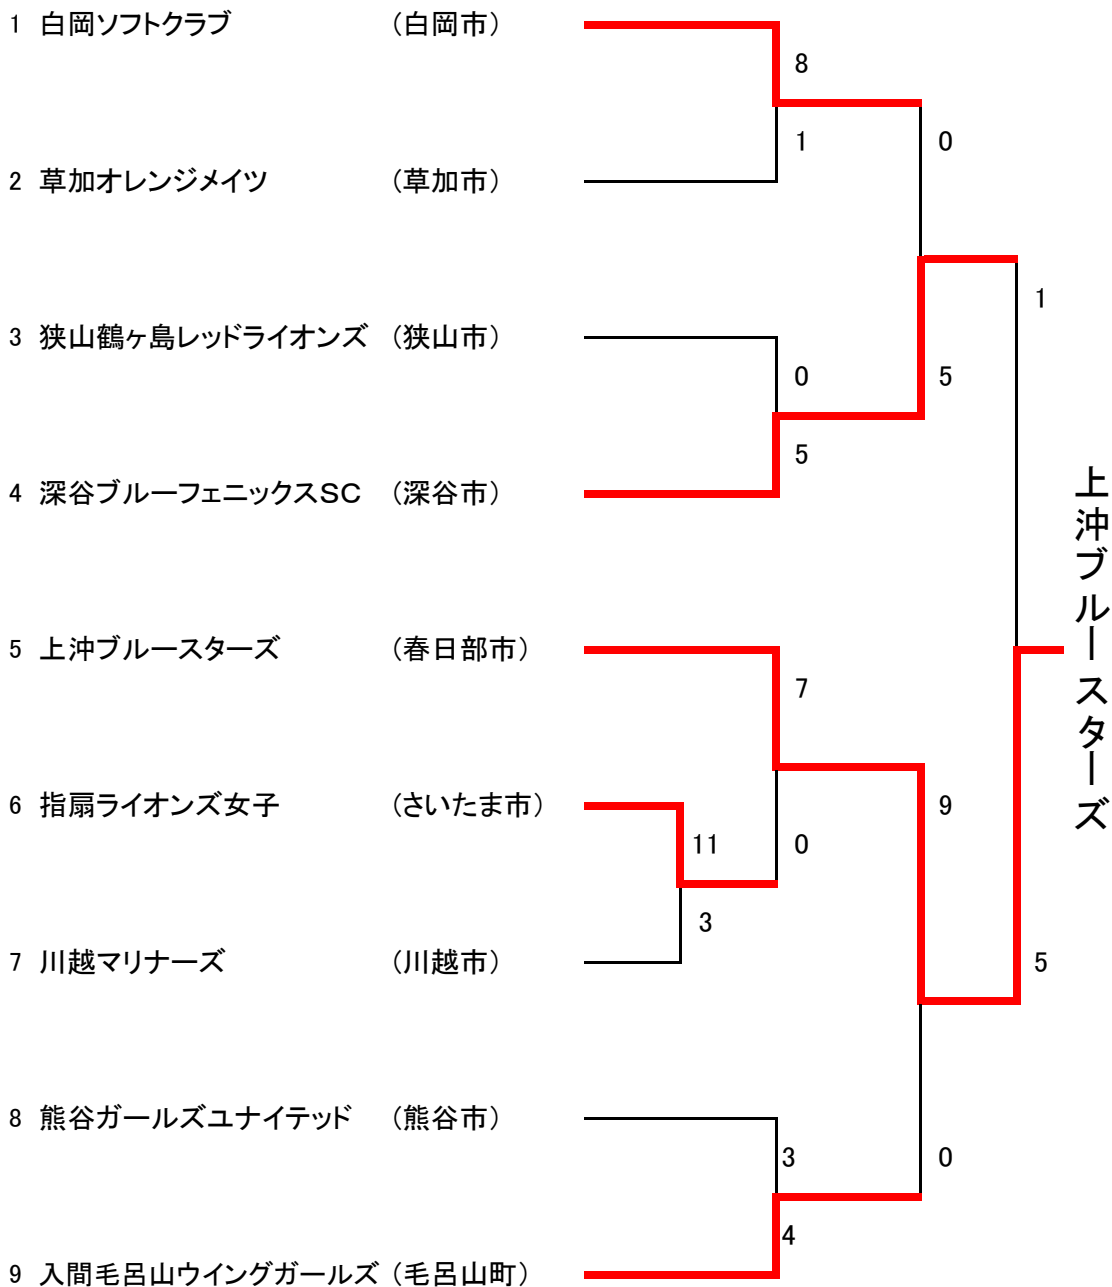 1 白岡ソフトクラブ （白岡市）
8
1
0
2 草加オレンジメイツ （草加市）
1
3 狭山鶴ヶ島レッドライオンズ （狭山市）
0
5
5
4 深谷ブルーフェニックスSC （深谷市）
上沖ブルースターズ
5 上沖ブルースターズ （春日部市）
7
6 指扇ライオンズ女子 （さいたま市）
9
11
0
3
7 川越マリナーズ （川越市）
5
8 熊谷ガールズユナイテッド （熊谷市）
3
0
4
9 入間毛呂山ウイングガールズ （毛呂山町）